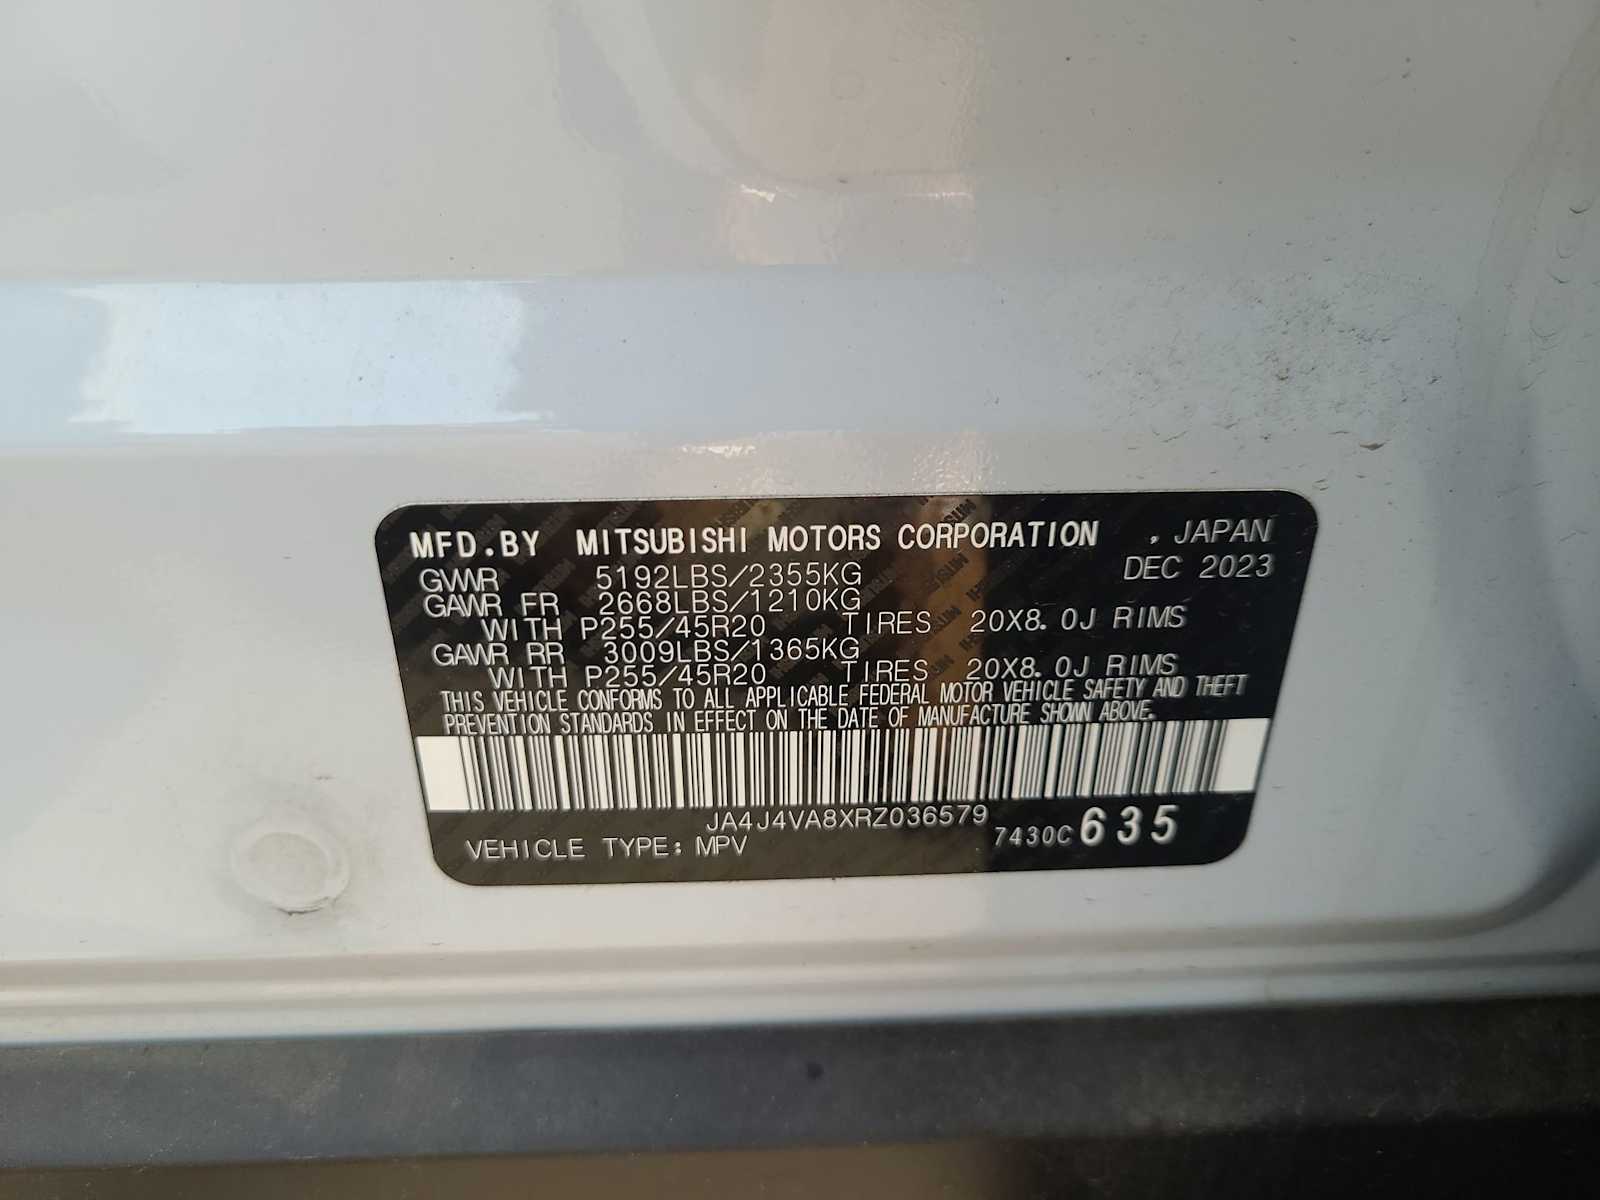 MFD.BY MITSUBISHI MOTORS CORPORATION , JAPAN
GVWR 5192LBS/2355KG DEC 2023
GAWR FR 2668LBS/1210KG
WITH P255/45R20 TIRES 20X8.0J RIMS
GAWR RR 3009LBS/1365KG
WITH P255/45R20 TIRES 20X8.0J RIMS
THIS VEHICLE CONFORMS TO ALL APPLICABLE FEDERAL MOTOR VEHICLE SAFETY AND THEFT
PREVENTION STANDARDS IN EFFECT ON THE DATE OF MANUFACTURE SHOWN ABOVE.
JA4J4VA8XRZ036579
VEHICLE TYPE: MPV 7430C 635